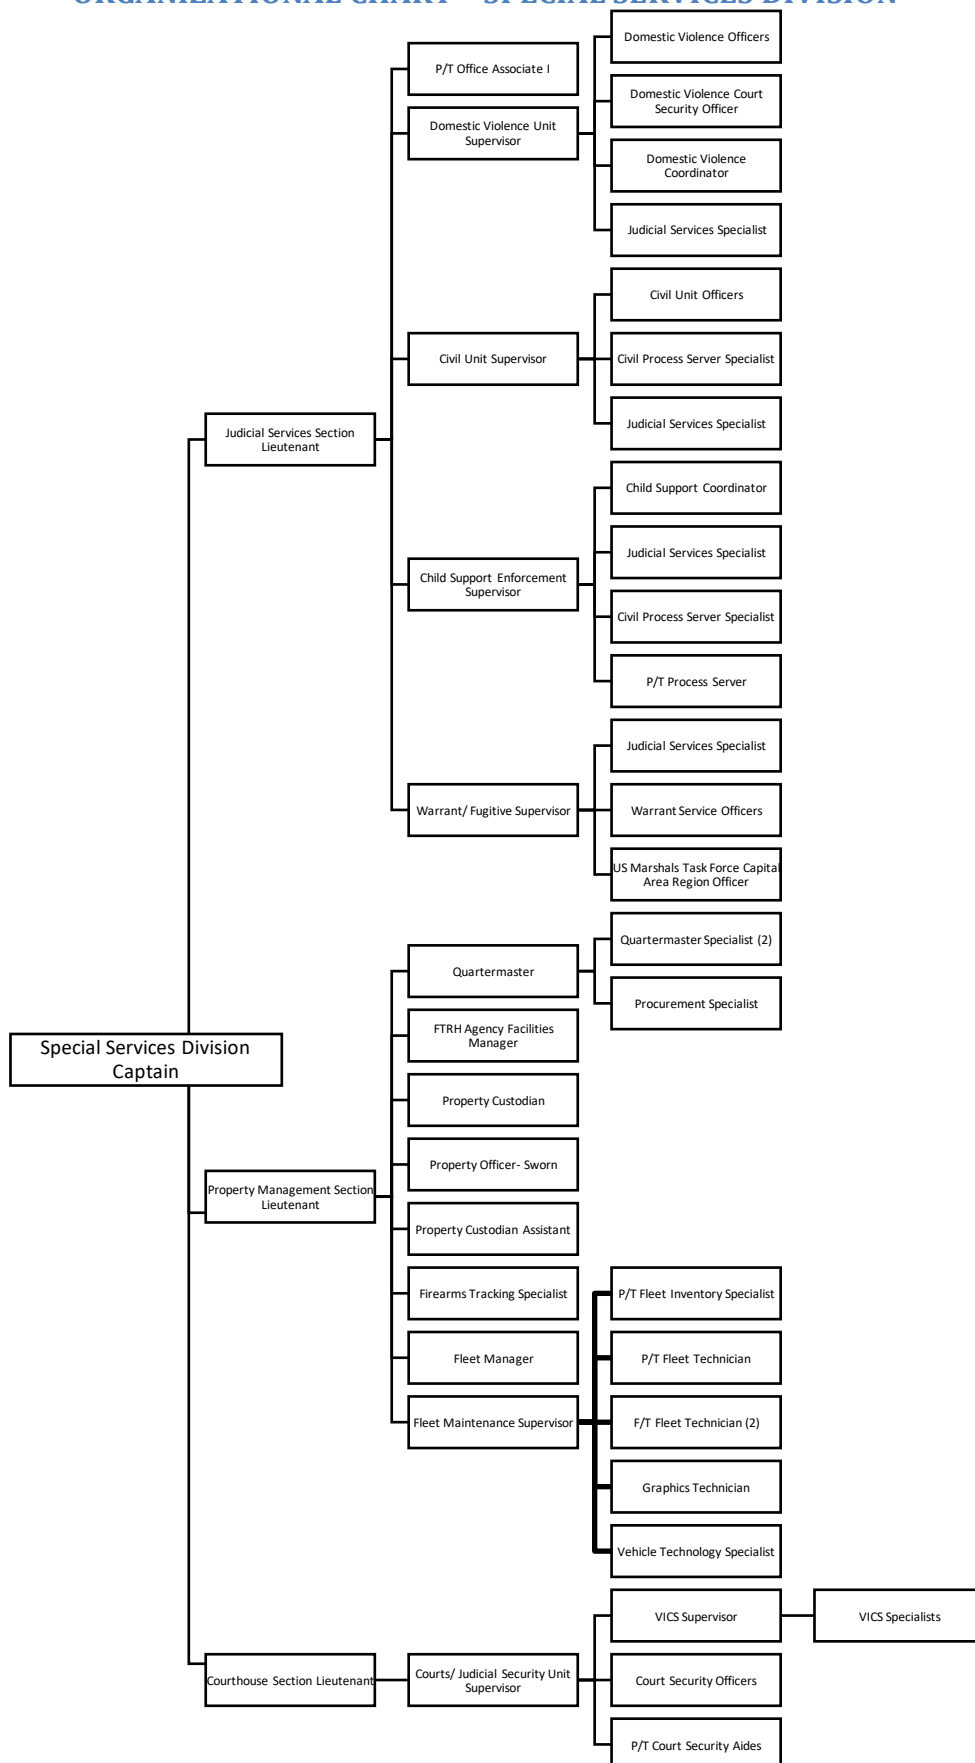 ORGANIZATIONAL CHART – SPECIAL SERVICES DIVISION
Domestic Violence Officers
P/T Office Associate I
Domestic Violence Court
Security Officer
Domestic Violence Unit
Supervisor
Domestic Violence
Coordinator
Judicial Services Specialist
Civil Unit Officers
Civil Unit Supervisor
Civil Process Server Specialist
Judicial Services Specialist
Judicial Services Section
Lieutenant
Child Support Coordinator
Judicial Services Specialist
Child Support Enforcement
Supervisor
Civil Process Server Specialist
P/T Process Server
Judicial Services Specialist
Warrant/ Fugitive Supervisor
Warrant Service Officers
US Marshals Task Force Capital
Area Region Officer
Quartermaster Specialist (2)
Quartermaster
Procurement Specialist
FTRH Agency Facilities
Manager
Special Services Division
Captain
Property Custodian
Property Officer- Sworn
Property Management Section
Lieutenant
Property Custodian Assistant
Firearms Tracking Specialist
P/T Fleet Inventory Specialist
Fleet Manager
P/T Fleet Technician
Fleet Maintenance Supervisor
F/T Fleet Technician (2)
Graphics Technician
Vehicle Technology Specialist
VICS Supervisor
VICS Specialists
Courthouse Section Lieutenant
Courts/ Judicial Security Unit
Supervisor
Court Security Officers
P/T Court Security Aides